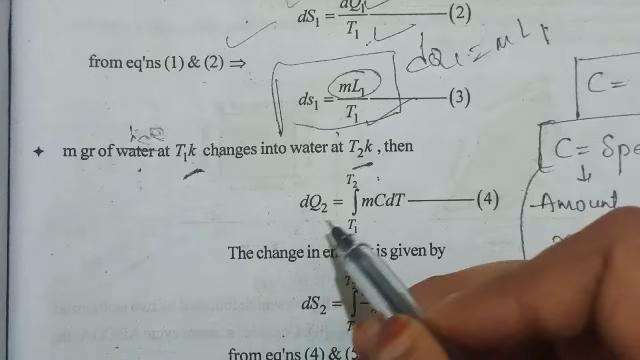 dS₁ = dQ₁/T₁ (2)
from eq'ns (1) & (2) ⇒
dQ₁ = mL₁
ds₁ = mL₁/T₁ (3)
C =
✦ m gr of water at T₁k changes into water at T₂k, then
C = Spe
dQ₂ = ∫_{T₁}^{T₂} mCdT (4)
Amount
The change in is given by
dS₂ = ∫
from eq'ns (4) &